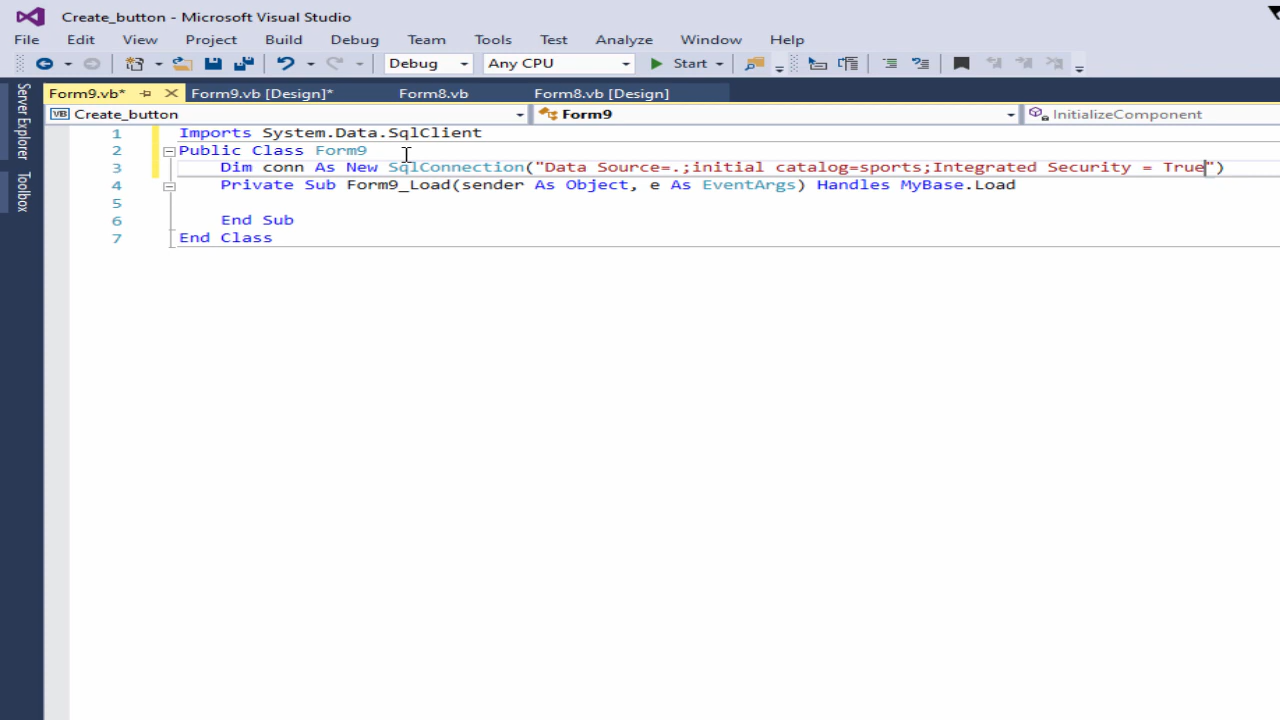 Create_button - Microsoft Visual Studio
File Edit View Project Build Debug Team Tools Test Analyze Window Help
Debug Any CPU Start
Form9.vb* Form9.vb [Design]* Form8.vb Form8.vb [Design]
VB Create_button Form9 InitializeComponent
Server Explorer
Toolbox
1 Imports System.Data.SqlClient
2 Public Class Form9
3 Dim conn As New SqlConnection("Data Source=.;initial catalog=sports;Integrated Security = True")
4 Private Sub Form9_Load(sender As Object, e As EventArgs) Handles MyBase.Load
5
6 End Sub
7 End Class